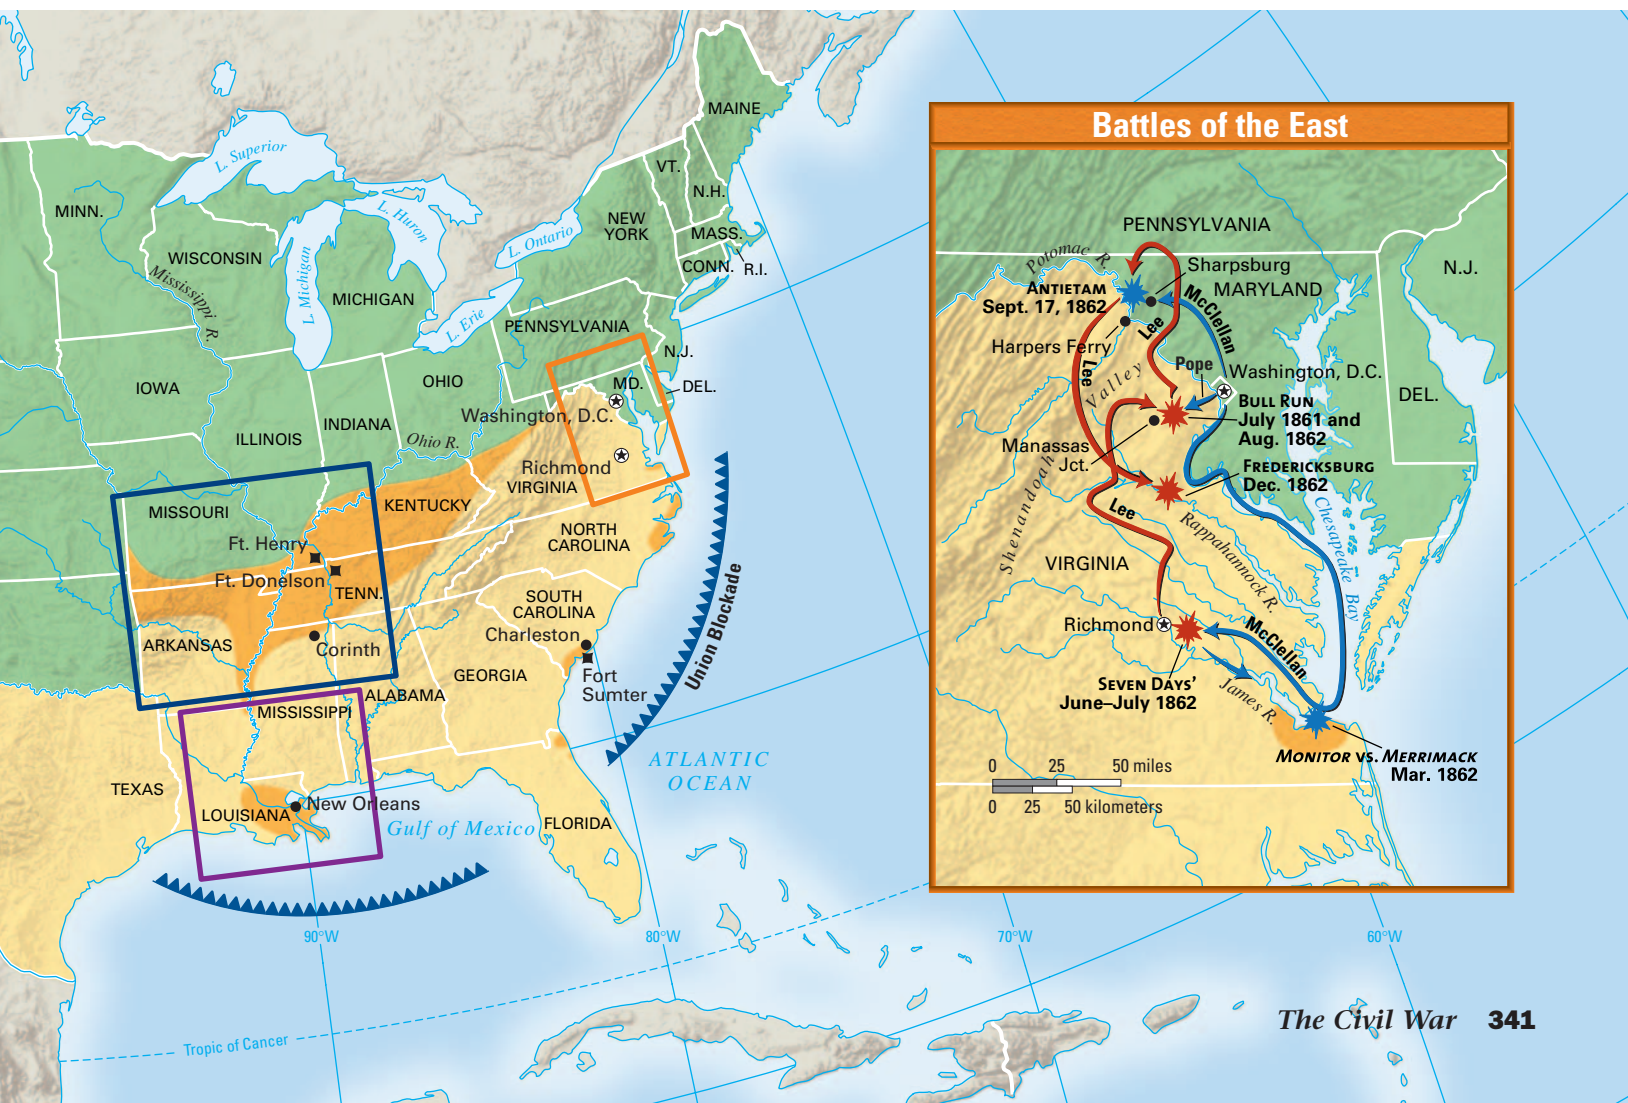 MAINE
VT.
N.H.
NEW
YORK
MASS.
CONN.
R.I.
L. Superior
L. Huron
L. Ontario
L. Michigan
L. Erie
MINN.
WISCONSIN
MICHIGAN
Mississippi R.
PENNSYLVANIA
N.J.
IOWA
OHIO
MD.
DEL.
Washington, D.C.
ILLINOIS
INDIANA
Ohio R.
Richmond
VIRGINIA
KENTUCKY
MISSOURI
NORTH
CAROLINA
Ft. Henry
Ft. Donelson
TENN.
SOUTH
CAROLINA
Charleston
ARKANSAS
Corinth
Fort
Sumter
GEORGIA
ALABAMA
MISSISSIPPI
Union Blockade
ATLANTIC
OCEAN
TEXAS
LOUISIANA
New Orleans
Gulf of Mexico
FLORIDA
90°W
80°W
70°W
60°W
Tropic of Cancer
Battles of the East
PENNSYLVANIA
Potomac R.
Sharpsburg
N.J.
ANTIETAM
Sept. 17, 1862
MARYLAND
McClellan
Lee
Harpers Ferry
Lee
Pope
Washington, D.C.
DEL.
Shenandoah Valley
BULL RUN
July 1861 and
Aug. 1862
Manassas
Jct.
FREDERICKSBURG
Dec. 1862
Lee
Rappahannock R.
Chesapeake Bay
VIRGINIA
Richmond
McClellan
SEVEN DAYS'
June–July 1862
James R.
MONITOR VS. MERRIMACK
Mar. 1862
0 25 50 miles
0 25 50 kilometers
The Civil War 341